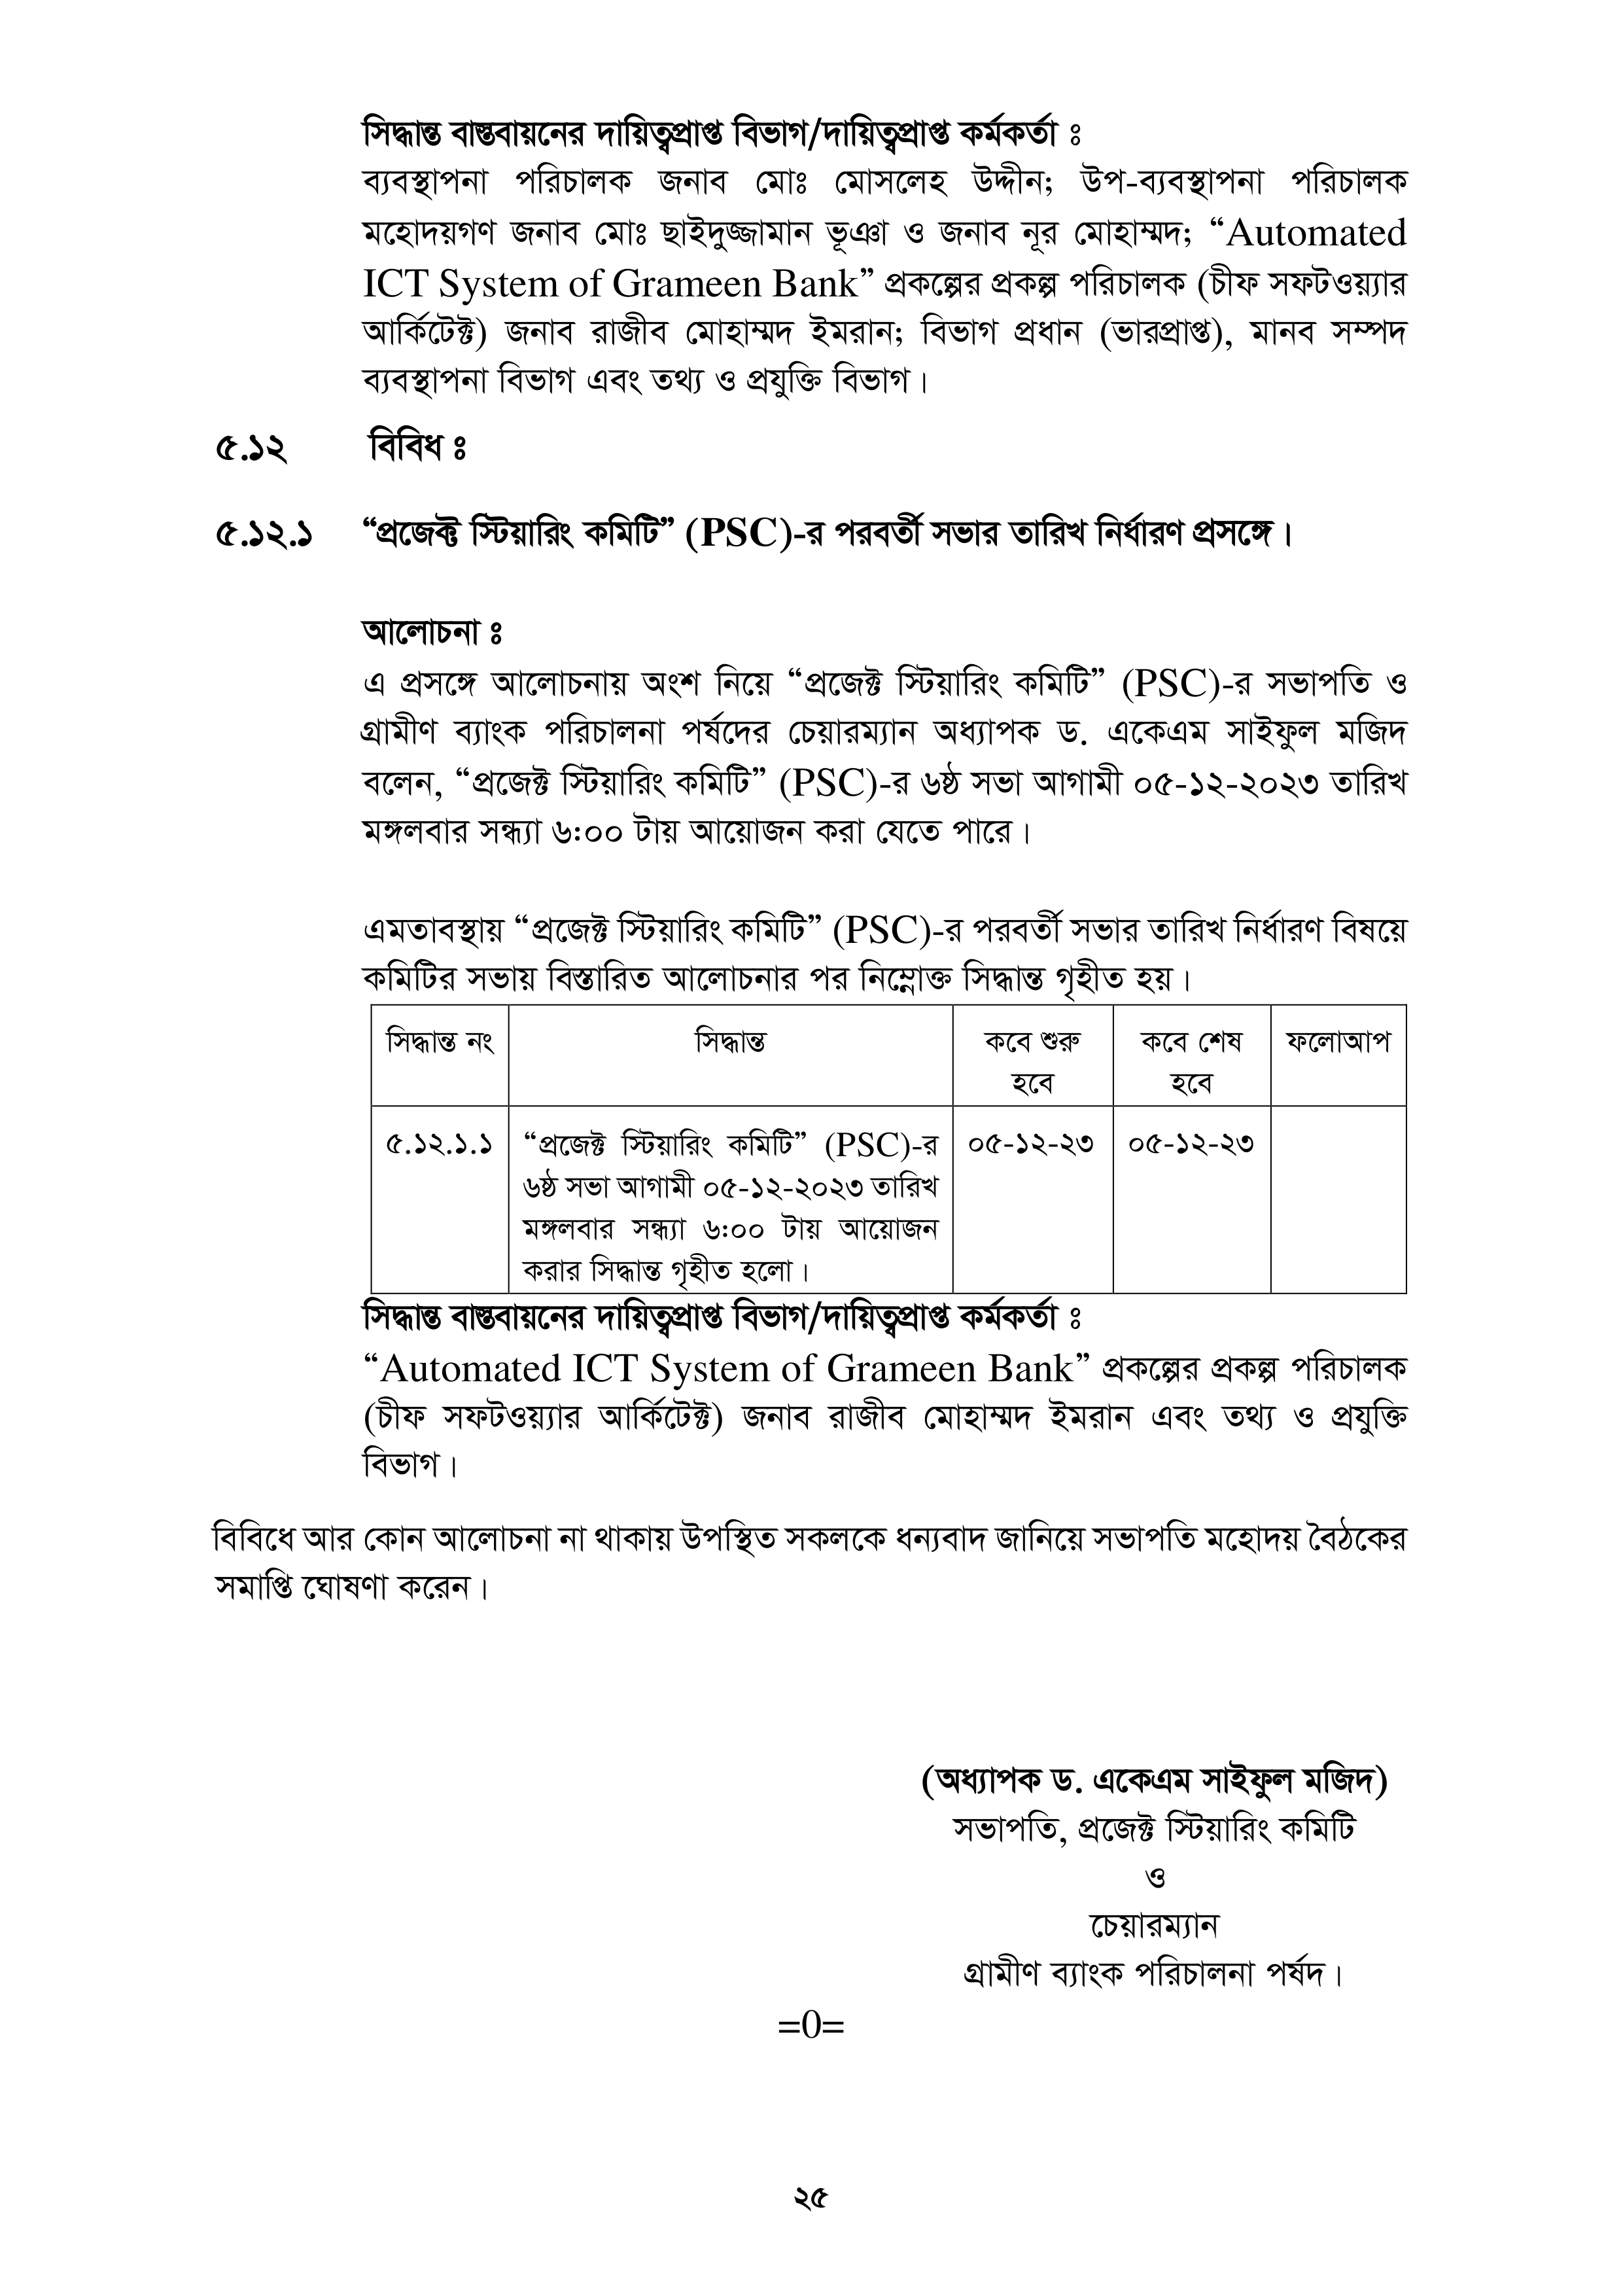 সিদ্ধান্ত বাস্তবায়নের দায়িত্বপ্রাপ্ত বিভাগ/দায়িত্বপ্রাপ্ত কর্মকর্তা ঃ
ব্যবস্থাপনা পরিচালক জনাব মোঃ মোসলেহ উদ্দীন; উপ-ব্যবস্থাপনা পরিচালক
মহোদয়গণ জনাব মোঃ ছাইদুজ্জামান ভূঞা ও জনাব নূর মোহাম্মদ; “Automated
ICT System of Grameen Bank” প্রকল্পের প্রকল্প পরিচালক (চীফ সফটওয়্যার
আর্কিটেক্ট) জনাব রাজীব মোহাম্মদ ইমরান; বিভাগ প্রধান (ভারপ্রাপ্ত), মানব সম্পদ
ব্যবস্থাপনা বিভাগ এবং তথ্য ও প্রযুক্তি বিভাগ।
৫.১২ বিবিধ ঃ
৫.১২.১ “প্রজেক্ট স্টিয়ারিং কমিটি” (PSC)-র পরবর্তী সভার তারিখ নির্ধারণ প্রসঙ্গে।
আলোচনা ঃ
এ প্রসঙ্গে আলোচনায় অংশ নিয়ে “প্রজেক্ট স্টিয়ারিং কমিটি” (PSC)-র সভাপতি ও
গ্রামীণ ব্যাংক পরিচালনা পর্ষদের চেয়ারম্যান অধ্যাপক ড. একেএম সাইফুল মজিদ
বলেন, “প্রজেক্ট স্টিয়ারিং কমিটি” (PSC)-র ৬ষ্ঠ সভা আগামী ০৫-১২-২০২৩ তারিখ
মঙ্গলবার সন্ধ্যা ৬:০০ টায় আয়োজন করা যেতে পারে।
এমতাবস্থায় “প্রজেক্ট স্টিয়ারিং কমিটি” (PSC)-র পরবর্তী সভার তারিখ নির্ধারণ বিষয়ে
কমিটির সভায় বিস্তারিত আলোচনার পর নিম্নোক্ত সিদ্ধান্ত গৃহীত হয়।
সিদ্ধান্ত নং সিদ্ধান্ত কবে শুরু হবে কবে শেষ হবে ফলোআপ
৫.১২.১.১ “প্রজেক্ট স্টিয়ারিং কমিটি” (PSC)-র ০৫-১২-২৩ ০৫-১২-২৩
৬ষ্ঠ সভা আগামী ০৫-১২-২০২৩ তারিখ
মঙ্গলবার সন্ধ্যা ৬:০০ টায় আয়োজন
করার সিদ্ধান্ত গৃহীত হলো।
সিদ্ধান্ত বাস্তবায়নের দায়িত্বপ্রাপ্ত বিভাগ/দায়িত্বপ্রাপ্ত কর্মকর্তা ঃ
“Automated ICT System of Grameen Bank” প্রকল্পের প্রকল্প পরিচালক
(চীফ সফটওয়্যার আর্কিটেক্ট) জনাব রাজীব মোহাম্মদ ইমরান এবং তথ্য ও প্রযুক্তি
বিভাগ।
বিবিধে আর কোন আলোচনা না থাকায় উপস্থিত সকলকে ধন্যবাদ জানিয়ে সভাপতি মহোদয় বৈঠকের
সমাপ্তি ঘোষণা করেন।
(অধ্যাপক ড. একেএম সাইফুল মজিদ)
সভাপতি, প্রজেক্ট স্টিয়ারিং কমিটি
ও
চেয়ারম্যান
গ্রামীণ ব্যাংক পরিচালনা পর্ষদ।
=0=
২৫